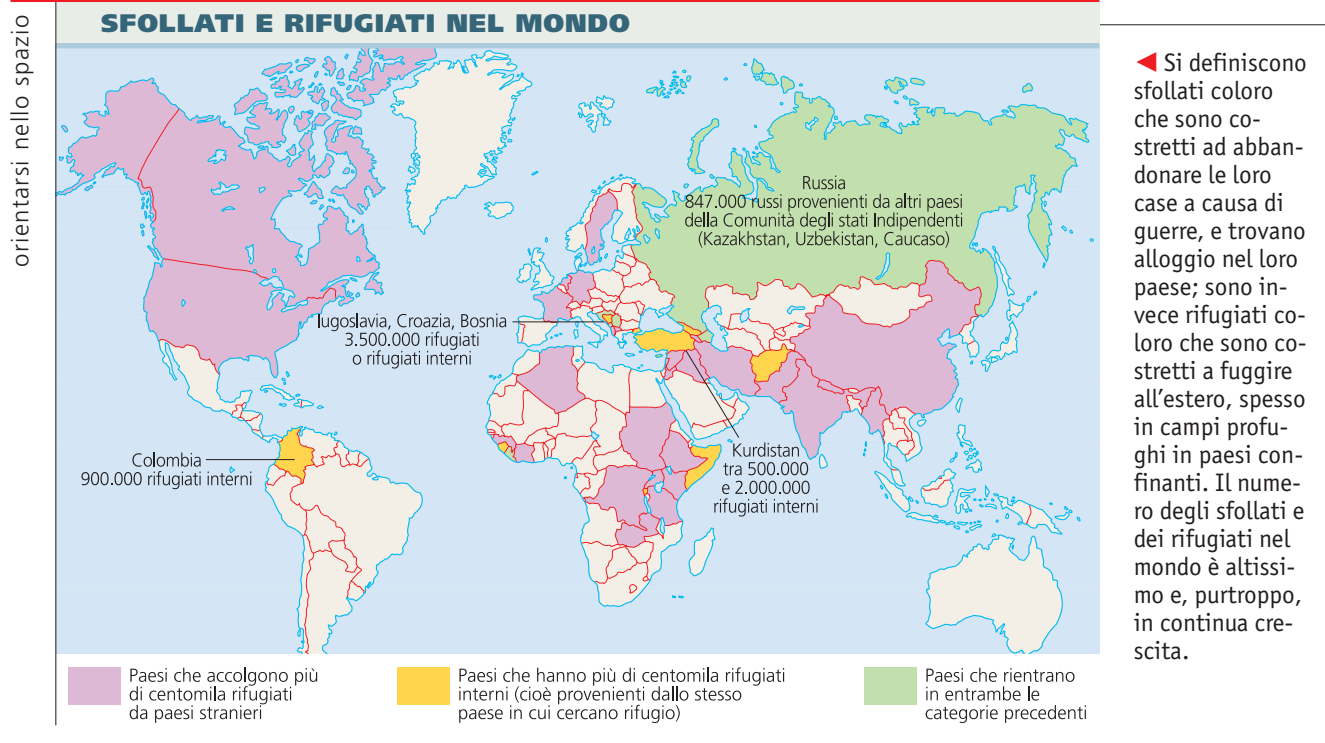 orientarsi nello spazio
SFOLLATI E RIFUGIATI NEL MONDO
Russia
847.000 russi provenienti da altri paesi
della Comunità degli stati Indipendenti
(Kazakhstan, Uzbekistan, Caucaso)
Iugoslavia, Croazia, Bosnia
3.500.000 rifugiati
o rifugiati interni
Colombia
900.000 rifugiati interni
Kurdistan
tra 500.000
e 2.000.000
rifugiati interni
Paesi che accolgono più
di centomila rifugiati
da paesi stranieri
Paesi che hanno più di centomila rifugiati
interni (cioè provenienti dallo stesso
paese in cui cercano rifugio)
Paesi che rientrano
in entrambe le
categorie precedenti
◀ Si definiscono
sfollati coloro
che sono co-
stretti ad abban-
donare le loro
case a causa di
guerre, e trovano
alloggio nel loro
paese; sono in-
vece rifugiati co-
loro che sono co-
stretti a fuggire
all'estero, spesso
in campi profu-
ghi in paesi con-
finanti. Il nume-
ro degli sfollati e
dei rifugiati nel
mondo è altissi-
mo e, purtroppo,
in continua cre-
scita.